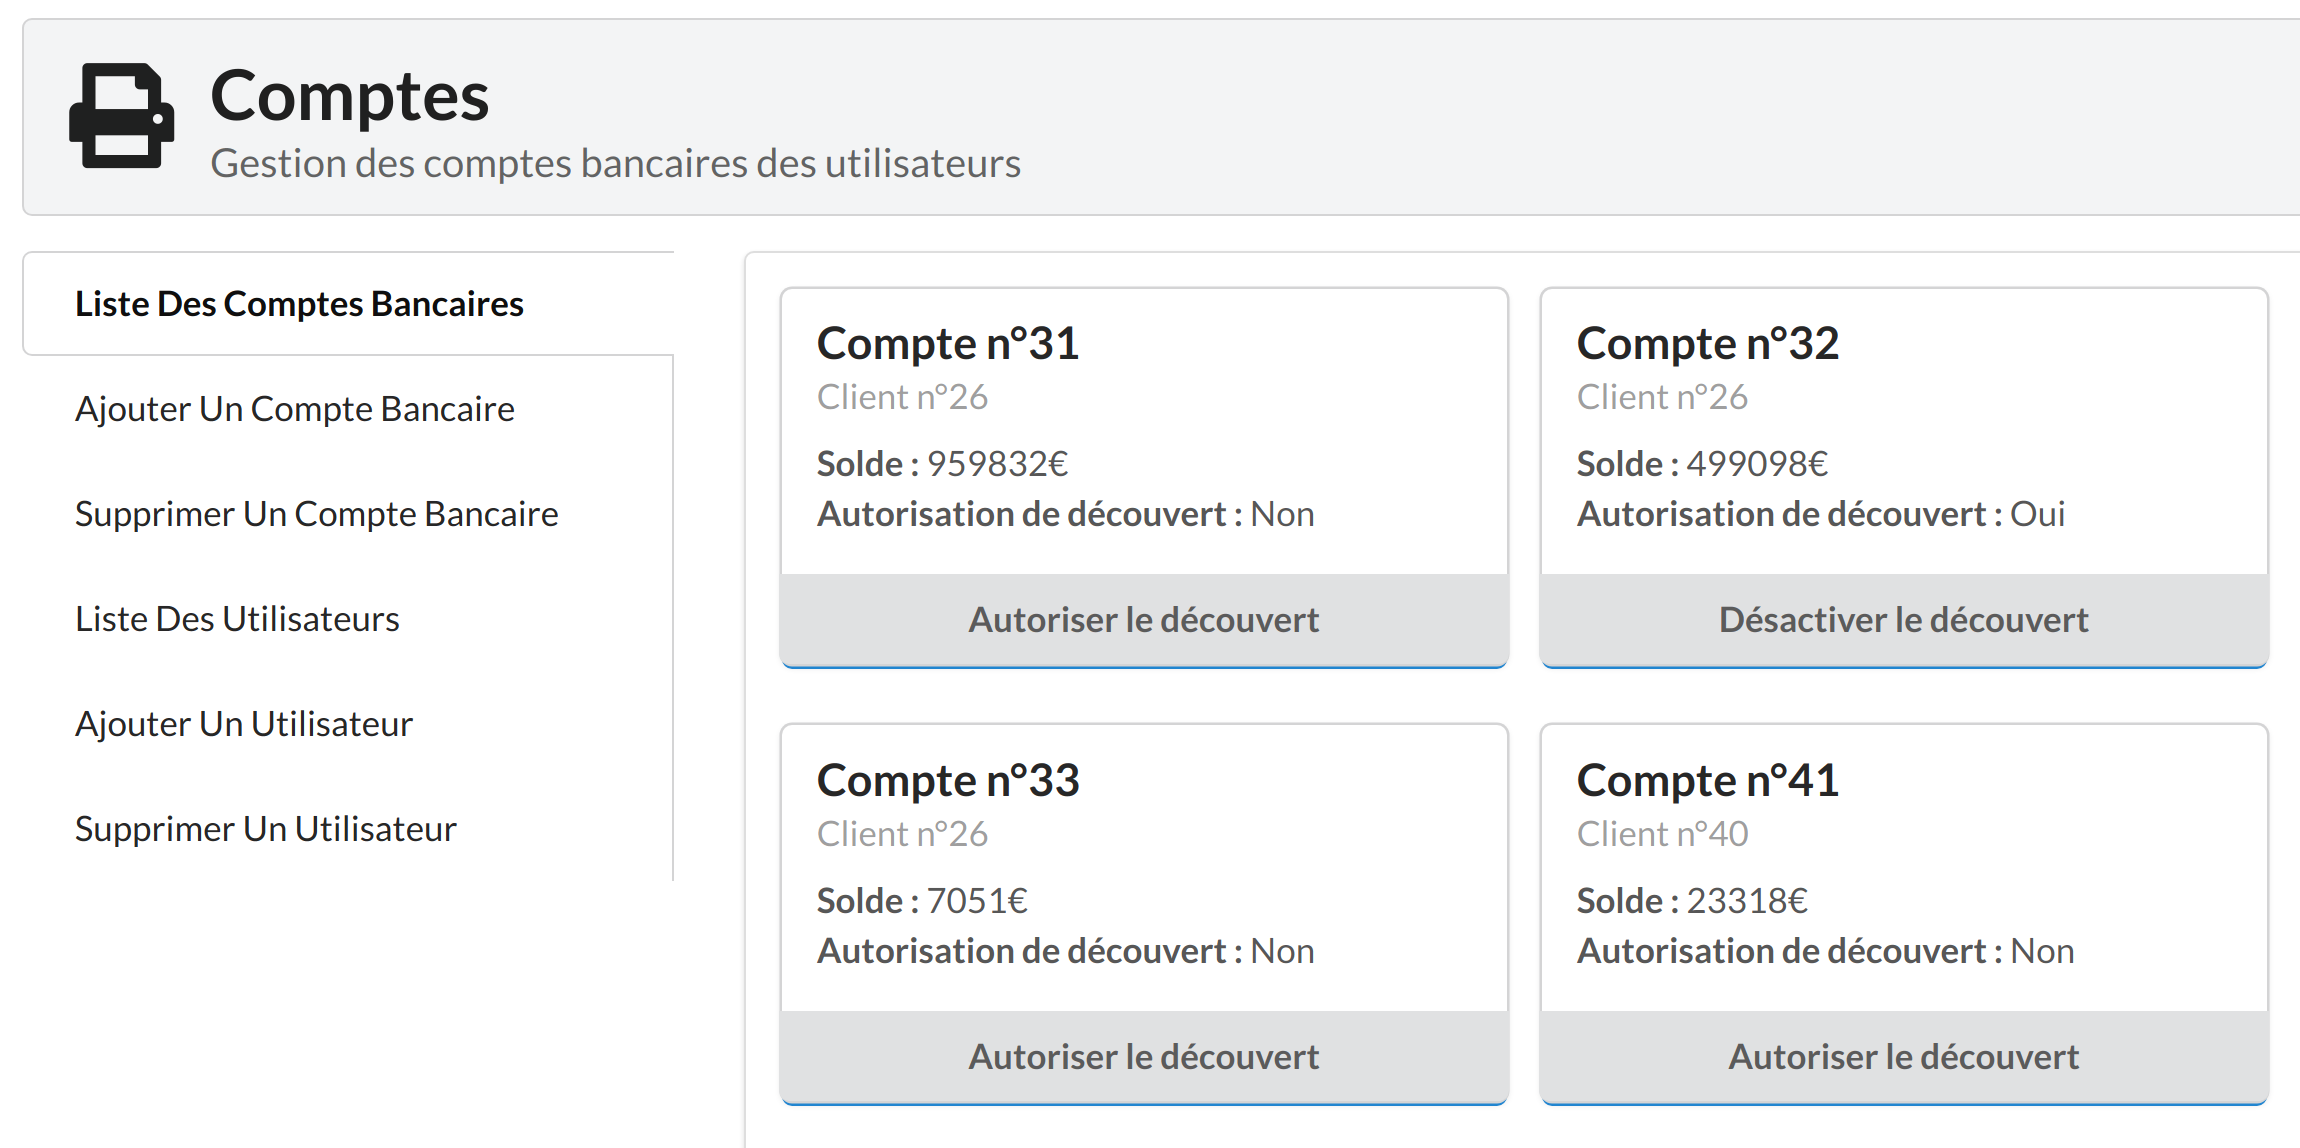 Comptes
Gestion des comptes bancaires des utilisateurs
Liste Des Comptes Bancaires
Ajouter Un Compte Bancaire
Supprimer Un Compte Bancaire
Liste Des Utilisateurs
Ajouter Un Utilisateur
Supprimer Un Utilisateur
Compte n°31
Client n°26
Solde : 959832€
Autorisation de découvert : Non
Autoriser le découvert
Compte n°32
Client n°26
Solde : 499098€
Autorisation de découvert : Oui
Désactiver le découvert
Compte n°33
Client n°26
Solde : 7051€
Autorisation de découvert : Non
Autoriser le découvert
Compte n°41
Client n°40
Solde : 23318€
Autorisation de découvert : Non
Autoriser le découvert